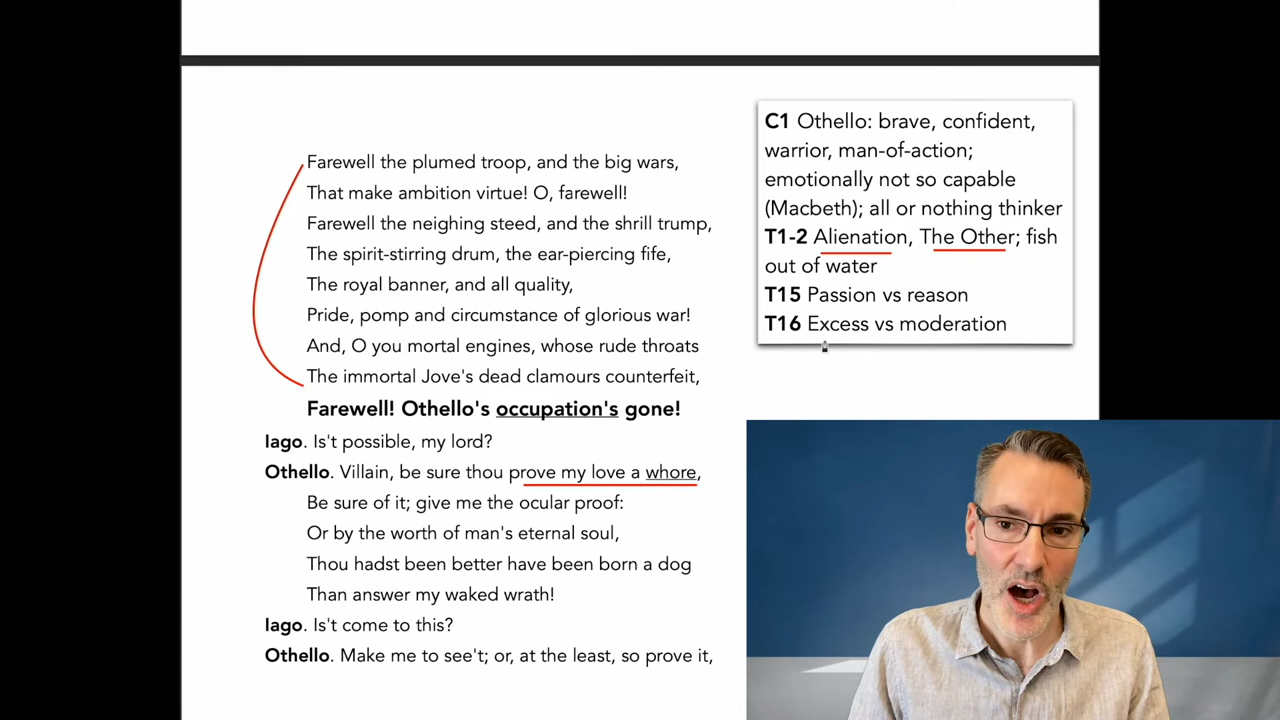 Farewell the plumed troop, and the big wars,
That make ambition virtue! O, farewell!
Farewell the neighing steed, and the shrill trump,
The spirit-stirring drum, the ear-piercing fife,
The royal banner, and all quality,
Pride, pomp and circumstance of glorious war!
And, O you mortal engines, whose rude throats
The immortal Jove's dead clamours counterfeit,
Farewell! Othello's occupation's gone!
Iago. Is't possible, my lord?
Othello. Villain, be sure thou prove my love a whore,
Be sure of it; give me the ocular proof:
Or by the worth of man's eternal soul,
Thou hadst been better have been born a dog
Than answer my waked wrath!
Iago. Is't come to this?
Othello. Make me to see't; or, at the least, so prove it,
C1 Othello: brave, confident,
warrior, man-of-action;
emotionally not so capable
(Macbeth); all or nothing thinker
T1-2 Alienation, The Other; fish
out of water
T15 Passion vs reason
T16 Excess vs moderation